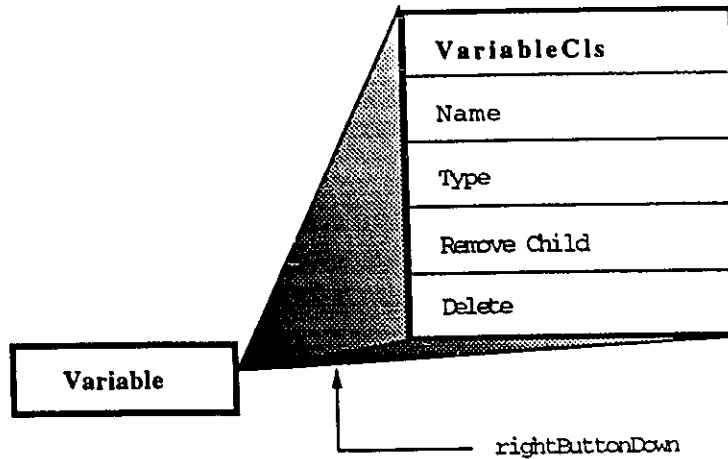 VariableCls
Name
Type
Remove Child
Delete
Variable
rightButtonDown